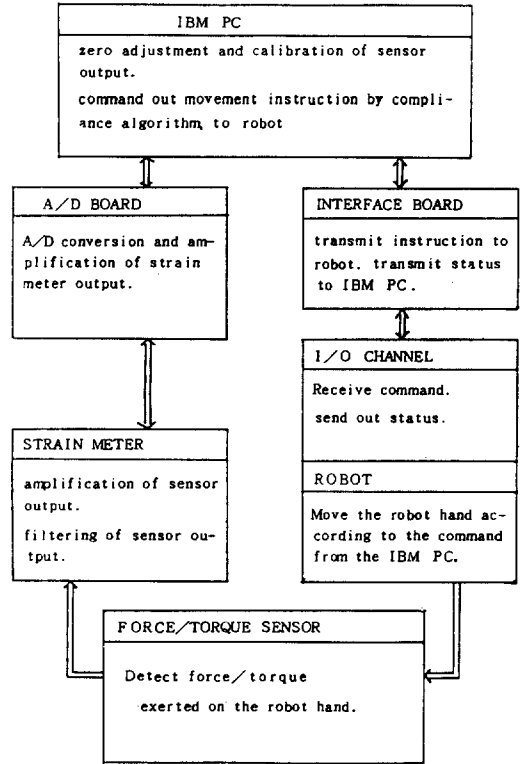 IBM PC
zero adjustment and calibration of sensor
output.
command out movement instruction by compli-
ance algorithm, to robot
A/D BOARD
A/D conversion and am-
plification of strain
meter output.
INTERFACE BOARD
transmit instruction to
robot. transmit status
to IBM PC.
I/O CHANNEL
Receive command.
send out status.
STRAIN METER
amplification of sensor
output.
filtering of sensor ou-
tput.
ROBOT
Move the robot hand ac-
cording to the command
from the IBM PC.
FORCE/TORQUE SENSOR
Detect force/torque
exerted on the robot hand.